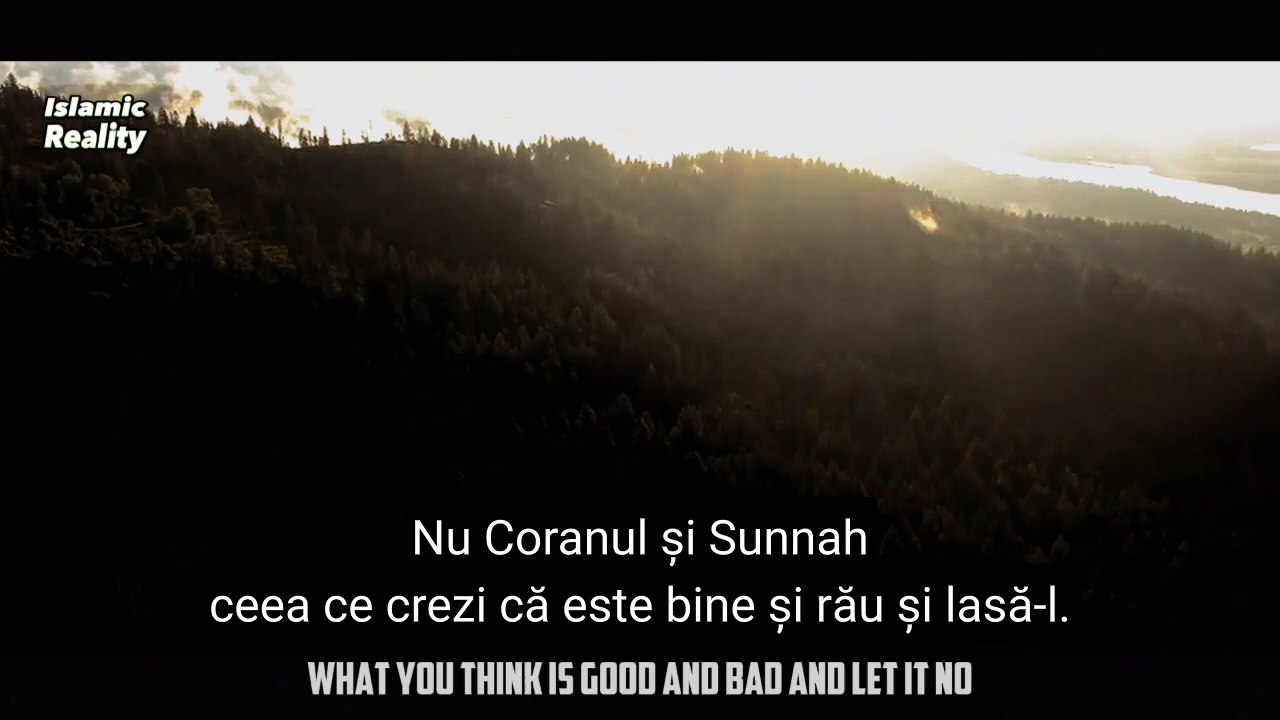 Islamic
Reality
Nu Coranul și Sunnah
ceea ce crezi că este bine și rău și lasă-l.
WHAT YOU THINK IS GOOD AND BAD AND LET IT NO